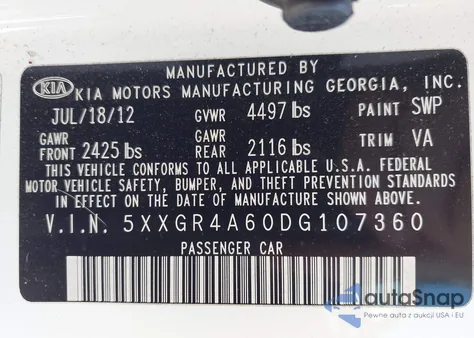 MANUFACTURED BY
KIA KIA MOTORS MANUFACTURING GEORGIA, INC.
JUL/18/12 GVWR 4497 lbs PAINT SWP
GAWR FRONT 2425 lbs GAWR REAR 2116 lbs TRIM VA
THIS VEHICLE CONFORMS TO ALL APPLICABLE U.S.A. FEDERAL
MOTOR VEHICLE SAFETY, BUMPER, AND THEFT PREVENTION STANDARDS
IN EFFECT ON THE DATE OF MANUFACTURE SHOWN ABOVE.
V.I.N. 5XXGR4A60DG107360
PASSENGER CAR
autoSnap
Pewne auta z aukcji USA i EU